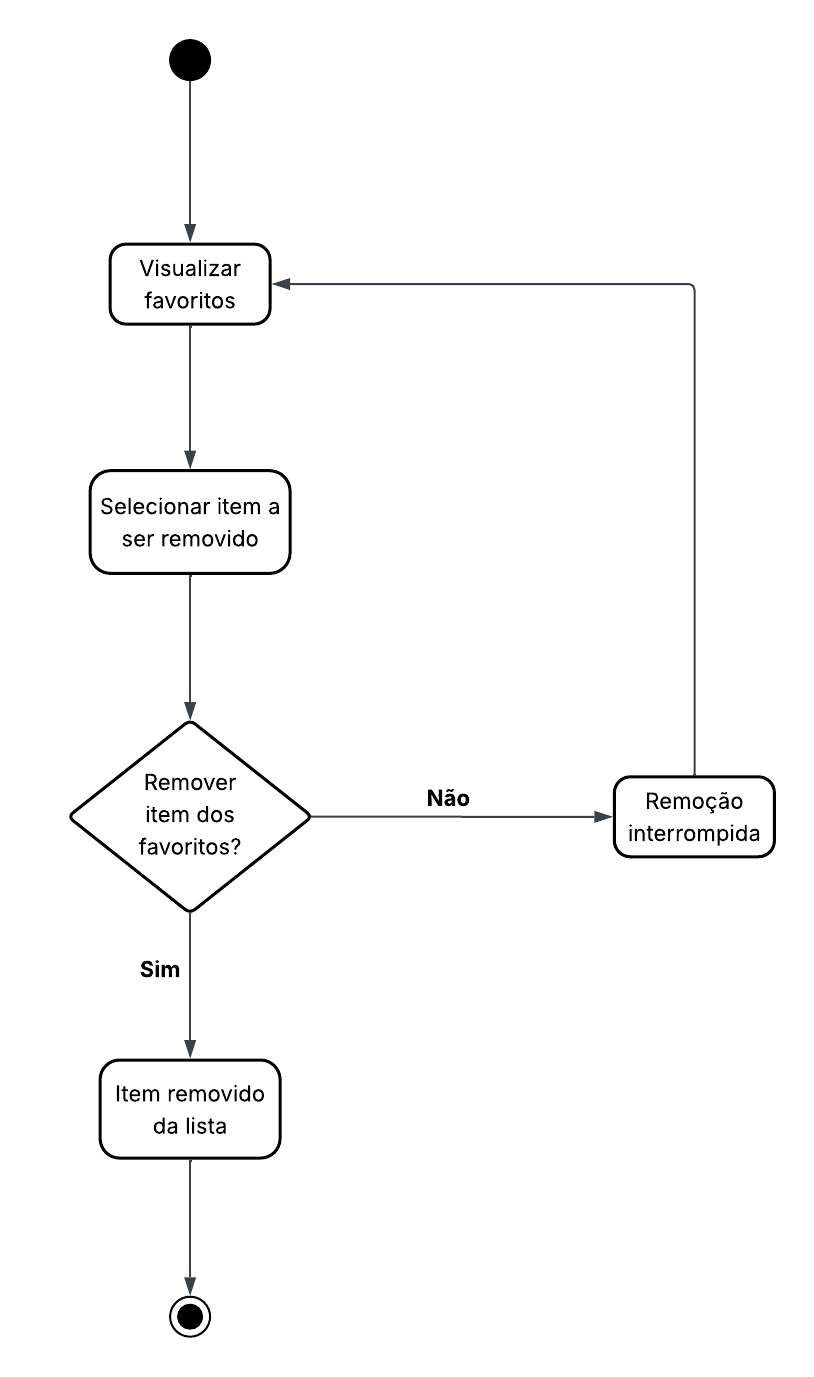 Visualizar
favoritos
Selecionar item a
ser removido
Remover
item dos
favoritos?
Não
Remoção
interrompida
Sim
Item removido
da lista